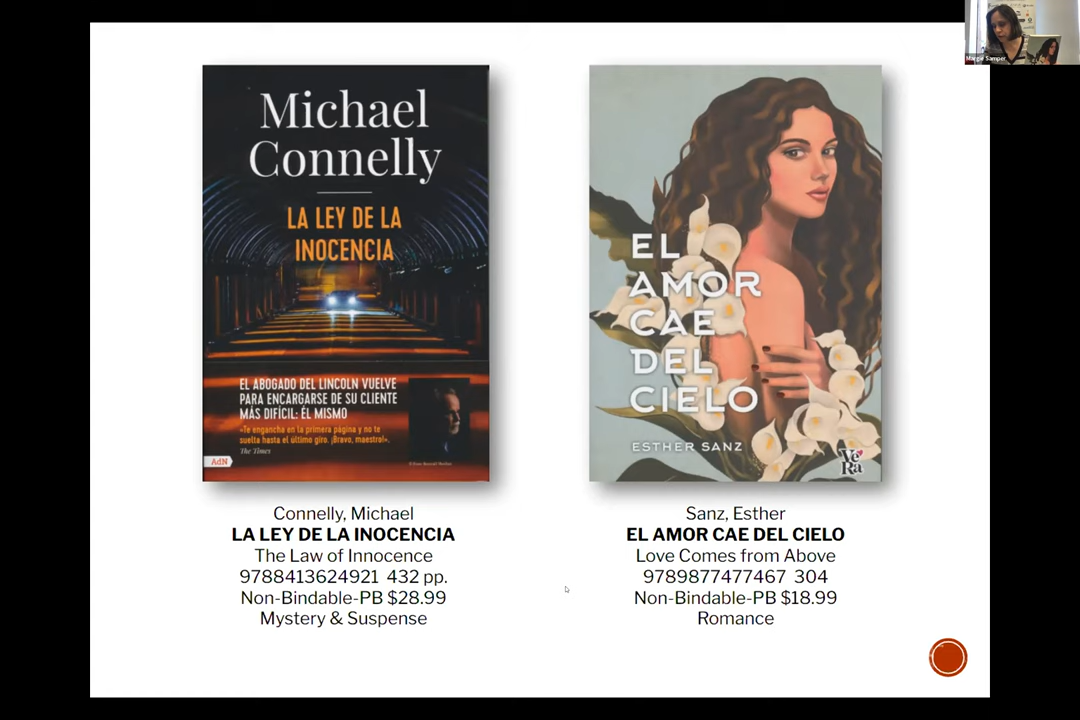 Margie Samper
Michael
Connelly
LA LEY DE LA
INOCENCIA
EL ABOGADO DEL LINCOLN VUELVE
PARA ENCARGARSE DE SU CLIENTE
MÁS DIFÍCIL: ÉL MISMO
«Te engancha en la primera página y no te
suelta hasta el último giro. ¡Bravo, maestro!».
The Times
AdN
EL
AMOR
CAE
DEL
CIELO
ESTHER SANZ
VeRa
Connelly, Michael
LA LEY DE LA INOCENCIA
The Law of Innocence
9788413624921 432 pp.
Non-Bindable-PB $28.99
Mystery & Suspense
Sanz, Esther
EL AMOR CAE DEL CIELO
Love Comes from Above
9789877477467 304
Non-Bindable-PB $18.99
Romance